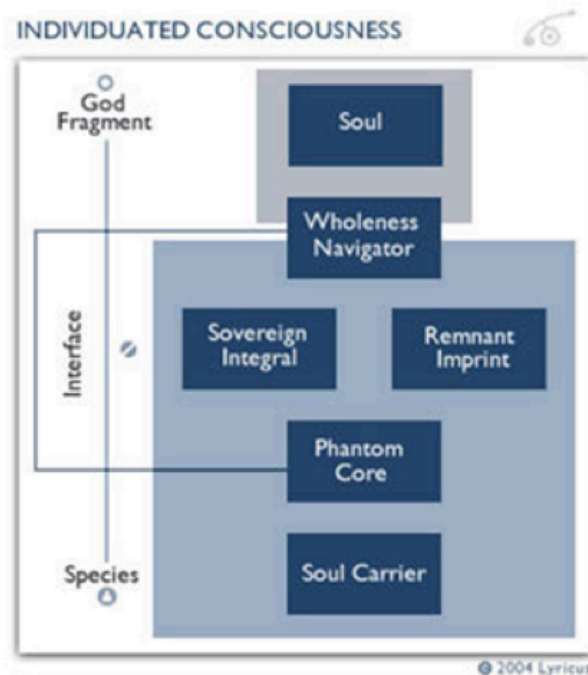 INDIVIDUATED CONSCIOUSNESS
God
Fragment
Soul
Wholeness
Navigator
Interface
Sovereign
Integral
Remnant
Imprint
Phantom
Core
Species
Soul Carrier
© 2004 Lyricus